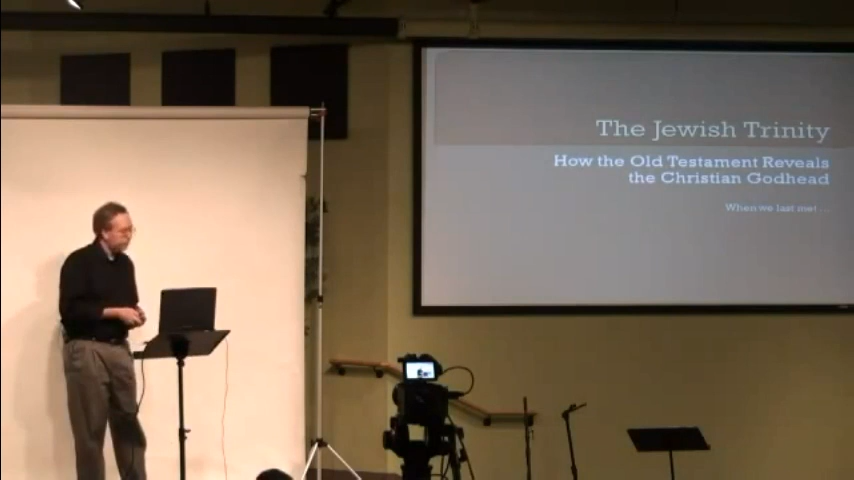 The Jewish Trinity
How the Old Testament Reveals
the Christian Godhead
When we last met...